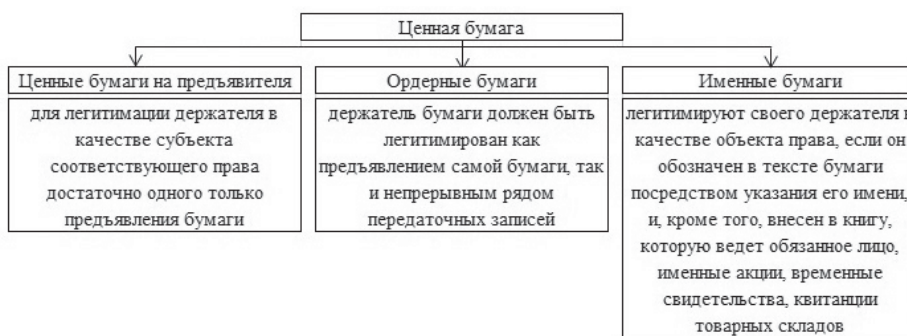 Ценная бумага
Ценные бумаги на предъявителя
для легитимации держателя в
качестве субъекта
соответствующего права
достаточно одного только
предъявления бумаги
Ордерные бумаги
держатель бумаги должен быть
легитимирован как
предъявлением самой бумаги, так
и непрерывным рядом
передаточных записей
Именные бумаги
легитимируют своего держателя в
качестве объекта права, если он
обозначен в тексте бумаги
посредством указания его имени,
и, кроме того, внесен в книгу,
которую ведет обязанное лицо,
именные акции, временные
свидетельства, квитанции
товарных складов